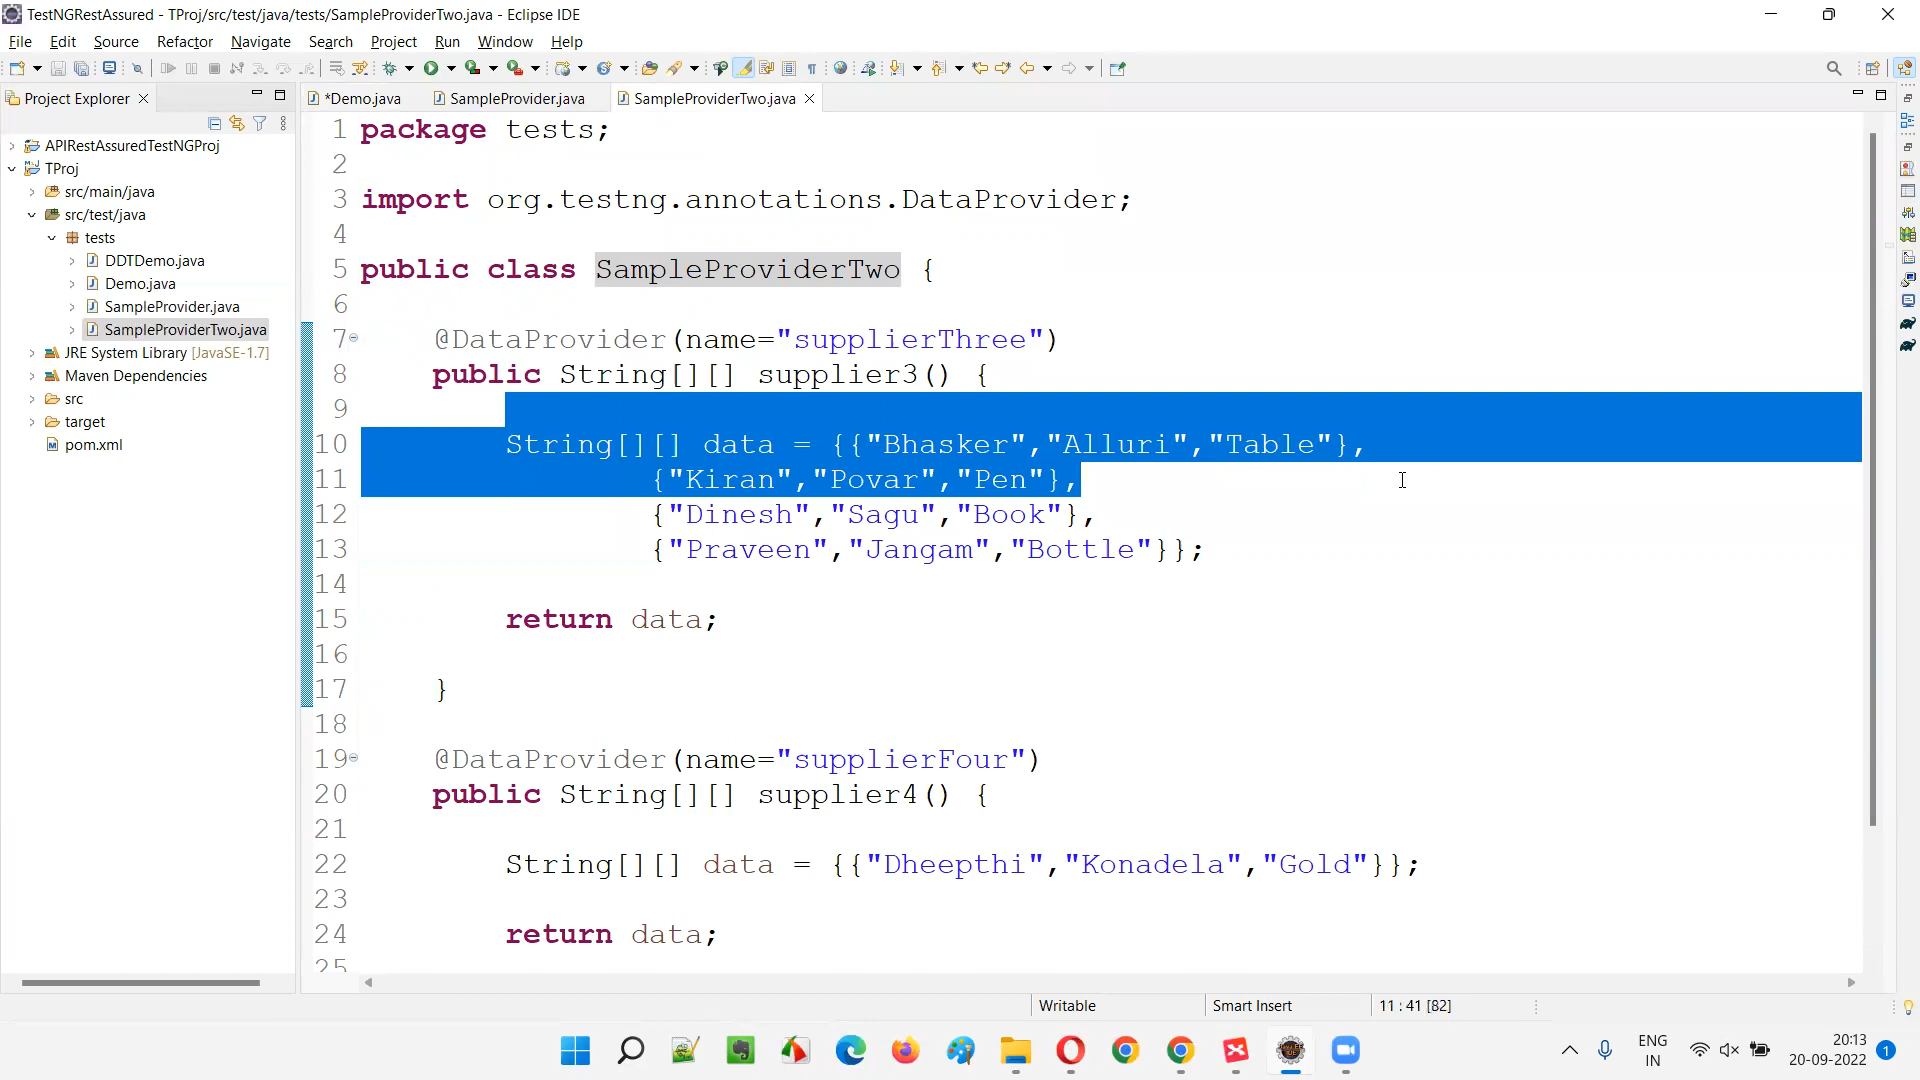 TestNGRestAssured - TProj/src/test/java/tests/SampleProviderTwo.java - Eclipse IDE
File Edit Source Refactor Navigate Search Project Run Window Help
Project Explorer
*Demo.java SampleProvider.java SampleProviderTwo.java
APIRestAssuredTestNGProj
TProj
src/main/java
src/test/java
tests
DDTDemo.java
Demo.java
SampleProvider.java
SampleProviderTwo.java
JRE System Library [JavaSE-1.7]
Maven Dependencies
src
target
pom.xml
1 package tests;
2
3 import org.testng.annotations.DataProvider;
4
5 public class SampleProviderTwo {
6
7 @DataProvider(name="supplierThree")
8 public String[][] supplier3() {
9
10 String[][] data = {{"Bhasker","Alluri","Table"},
11 {"Kiran","Povar","Pen"},
12 {"Dinesh","Sagu","Book"},
13 {"Praveen","Jangam","Bottle"}};
14
15 return data;
16
17 }
18
19 @DataProvider(name="supplierFour")
20 public String[][] supplier4() {
21
22 String[][] data = {{"Dheepthi","Konadela","Gold"}};
23
24 return data;
25
Writable Smart Insert 11 : 41 [82]
ENG
IN
20:13
20-09-2022
1